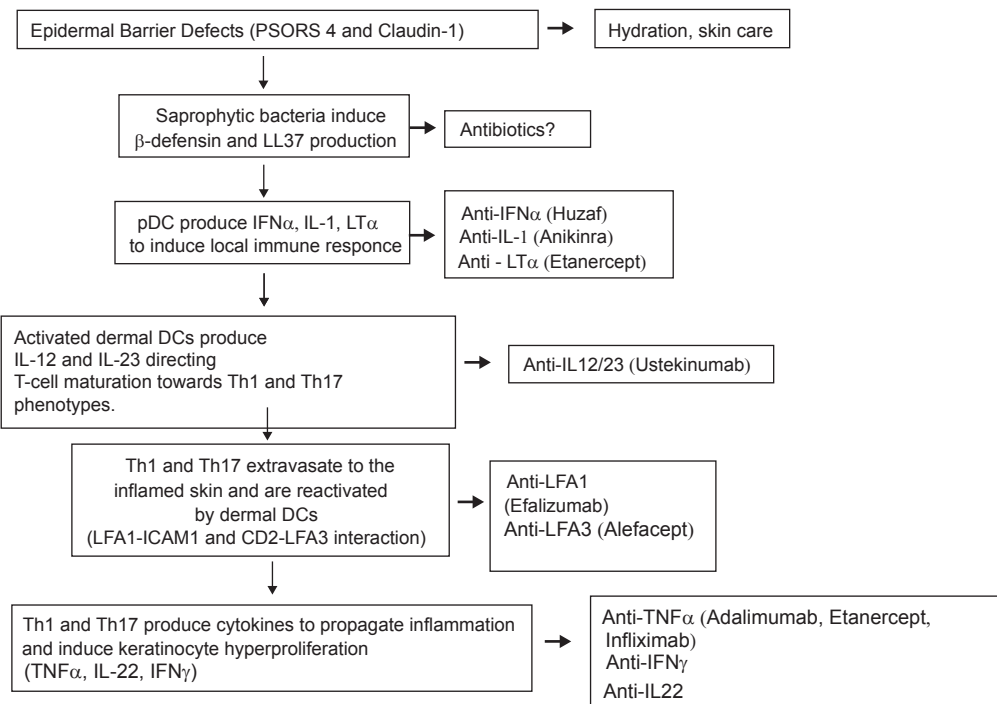 Epidermal Barrier Defects (PSORS 4 and Claudin-1)
Hydration, skin care
Saprophytic bacteria induce
β-defensin and LL37 production
Antibiotics?
pDC produce IFNα, IL-1, LTα
to induce local immune responce
Anti-IFNα (Huzaf)
Anti-IL-1 (Anikinra)
Anti - LTα (Etanercept)
Activated dermal DCs produce
IL-12 and IL-23 directing
T-cell maturation towards Th1 and Th17
phenotypes.
Anti-IL12/23 (Ustekinumab)
Th1 and Th17 extravasate to the
inflamed skin and are reactivated
by dermal DCs
(LFA1-ICAM1 and CD2-LFA3 interaction)
Anti-LFA1
(Efalizumab)
Anti-LFA3 (Alefacept)
Th1 and Th17 produce cytokines to propagate inflammation
and induce keratinocyte hyperproliferation
(TNFα, IL-22, IFNγ)
Anti-TNFα (Adalimumab, Etanercept,
Infliximab)
Anti-IFNγ
Anti-IL22